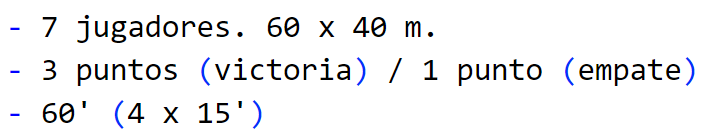 - 7 jugadores. 60 x 40 m.
- 3 puntos (victoria) / 1 punto (empate)
- 60' (4 x 15')